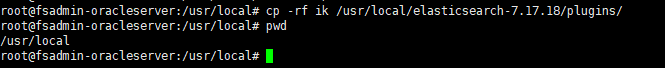 root@fsadmin-oracleserver:/usr/local# cp -rf ik /usr/local/elasticsearch-7.17.18/plugins/
root@fsadmin-oracleserver:/usr/local# pwd
/usr/local
root@fsadmin-oracleserver:/usr/local#